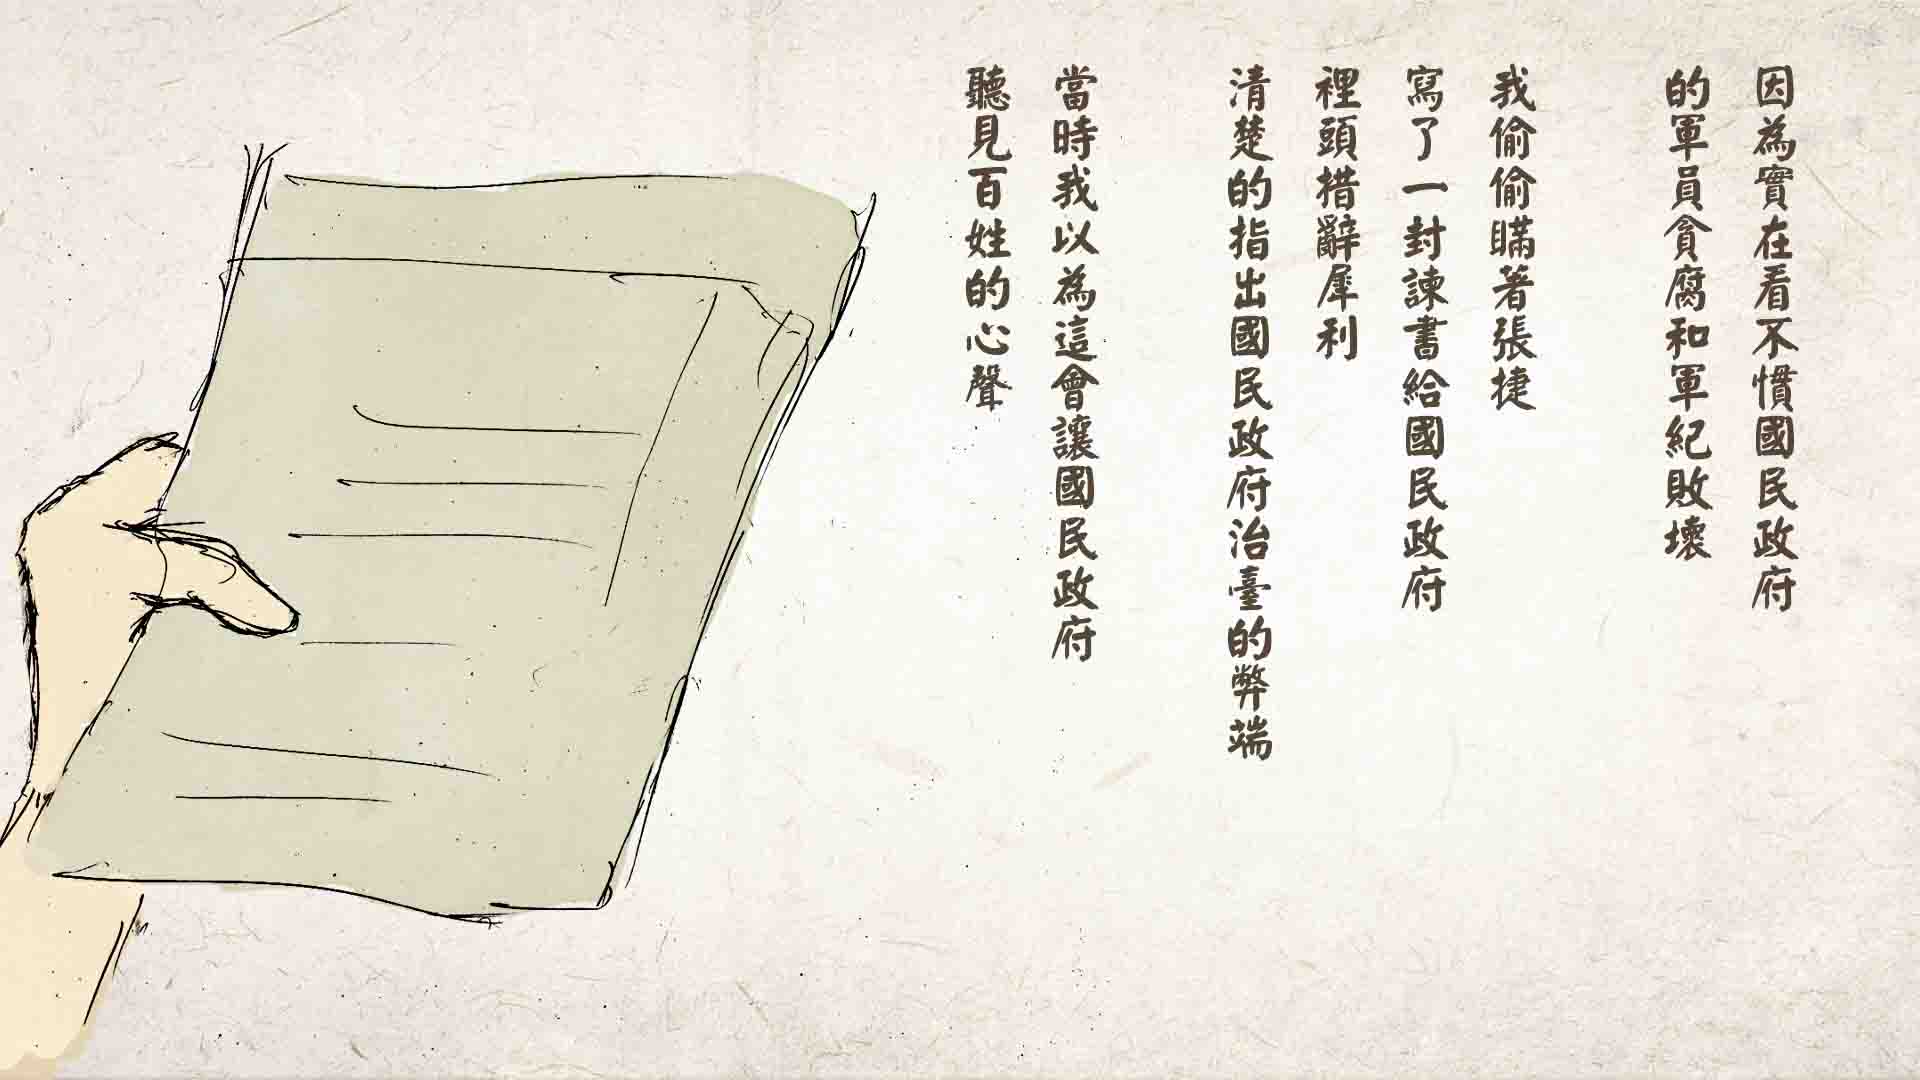 因為實在看不慣國民政府
的軍員貪腐和軍紀敗壞
我偷偷瞞著張捷
寫了一封諫書給國民政府
裡頭措辭犀利
清楚的指出國民政府治臺的弊端
當時我以為這會讓國民政府
聽見百姓的心聲